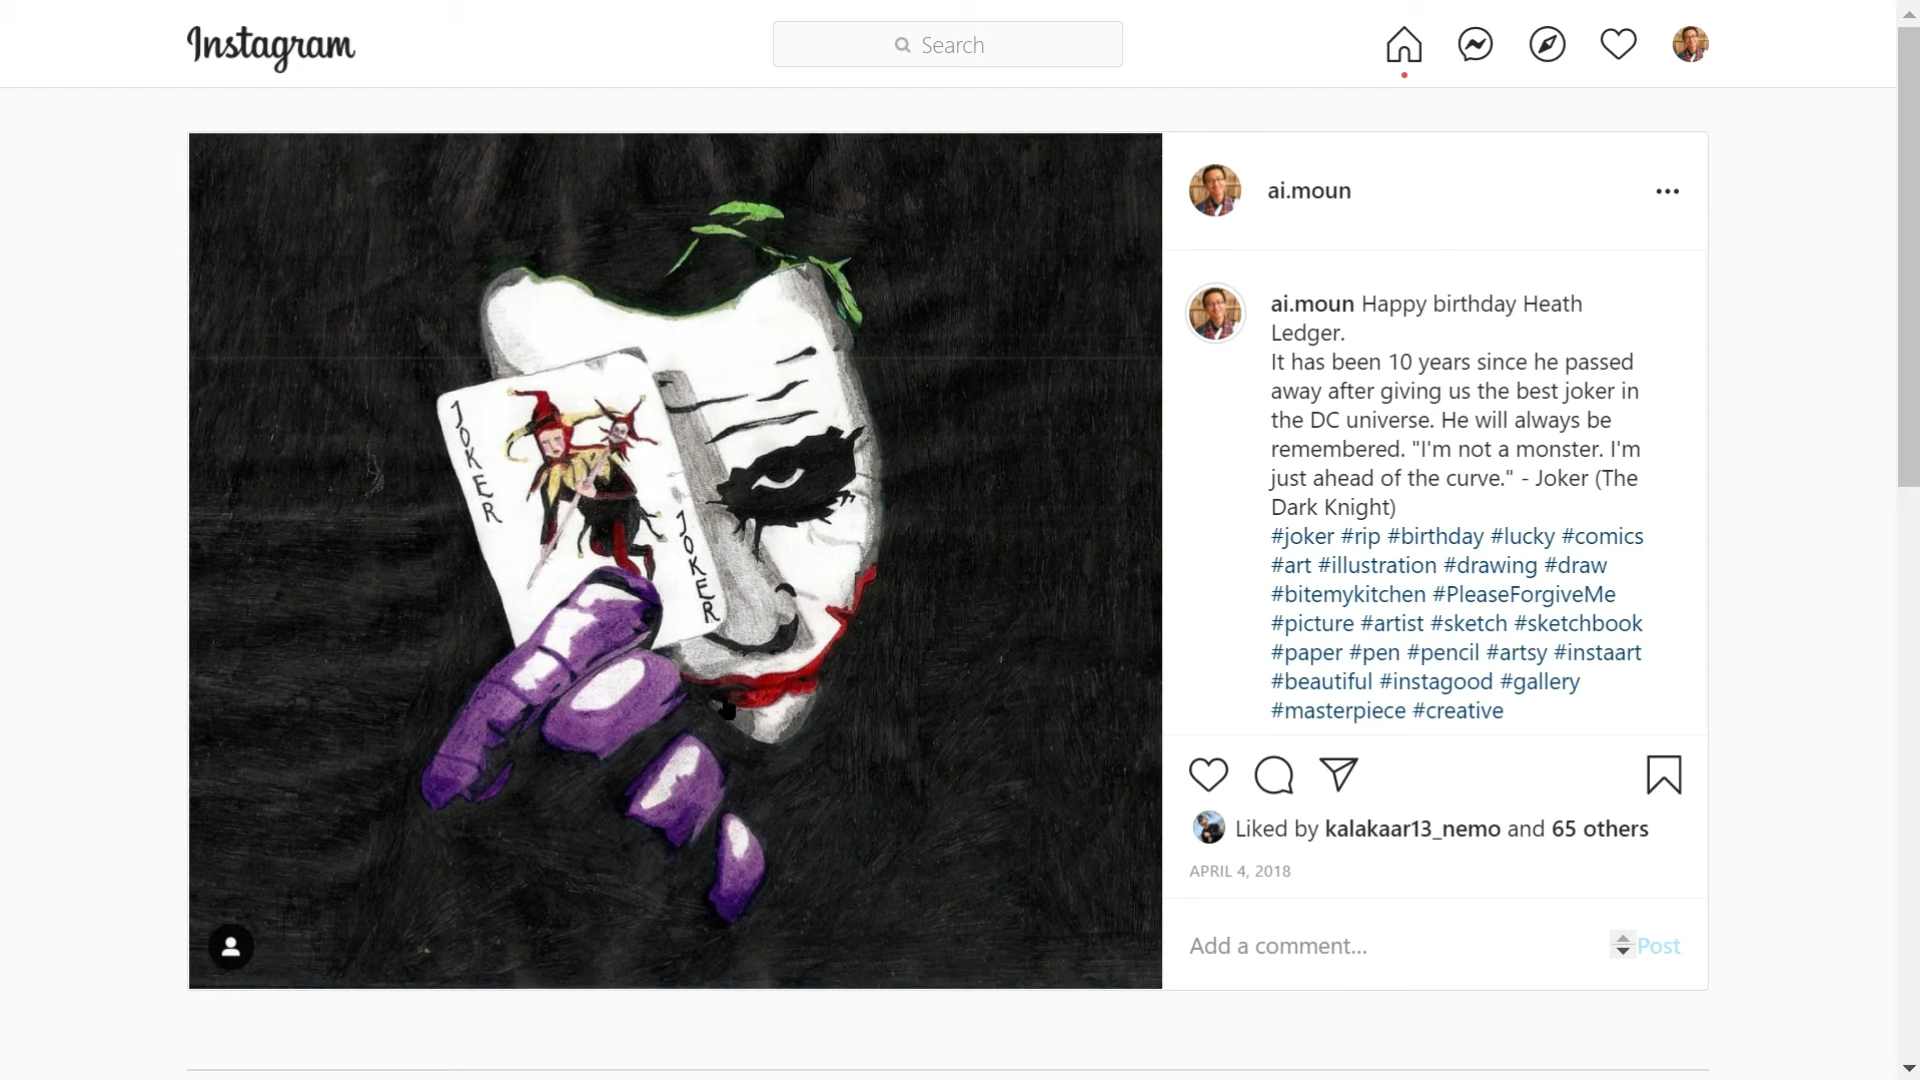 Instagram
Search
JOKER
JOKER
ai.moun
ai.moun Happy birthday Heath
Ledger.
It has been 10 years since he passed
away after giving us the best joker in
the DC universe. He will always be
remembered. "I'm not a monster. I'm
just ahead of the curve." - Joker (The
Dark Knight)
#joker #rip #birthday #lucky #comics
#art #illustration #drawing #draw
#bitemykitchen #PleaseForgiveMe
#picture #artist #sketch #sketchbook
#paper #pen #pencil #artsy #instaart
#beautiful #instagood #gallery
#masterpiece #creative
Liked by kalakaar13_nemo and 65 others
APRIL 4, 2018
Add a comment...
Post